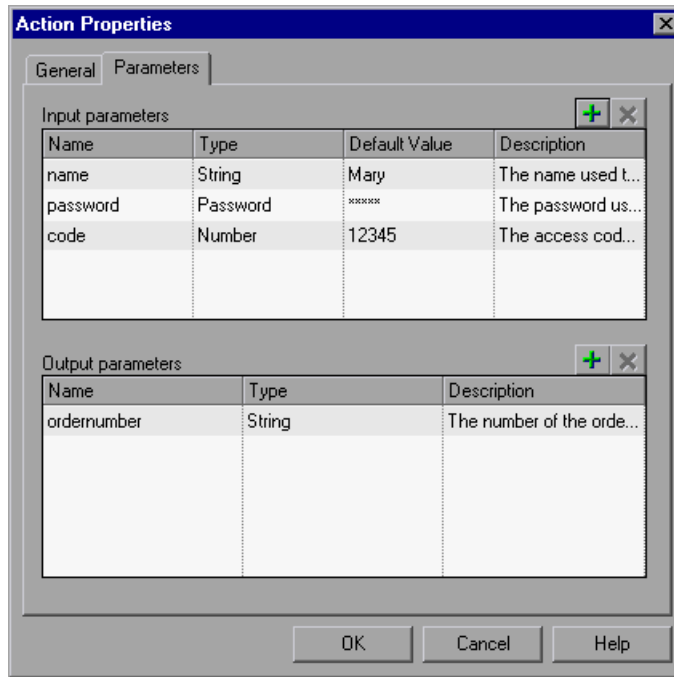 Action Properties
General Parameters
Input parameters
Name Type Default Value Description
name String Mary The name used t...
password Password ***** The password us...
code Number 12345 The access cod...
Output parameters
Name Type Description
ordernumber String The number of the orde...
OK Cancel Help